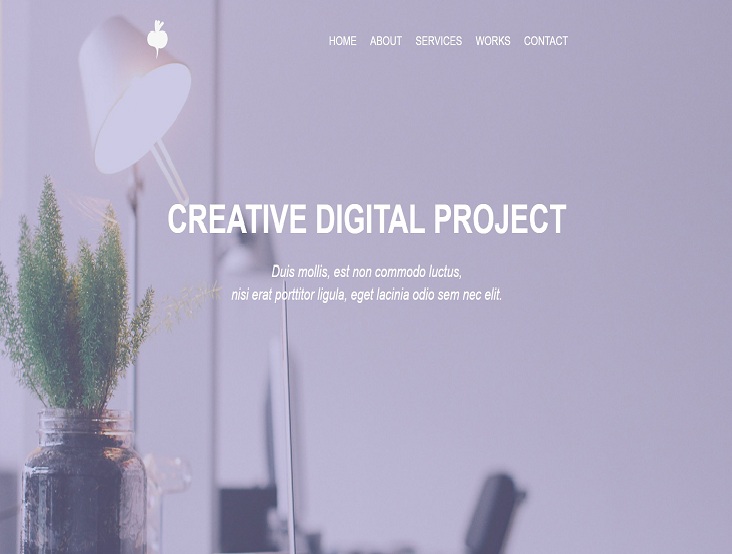 HOME ABOUT SERVICES WORKS CONTACT
CREATIVE DIGITAL PROJECT
Duis mollis, est non commodo luctus,
nisi erat porttitor ligula, eget lacinia odio sem nec elit.